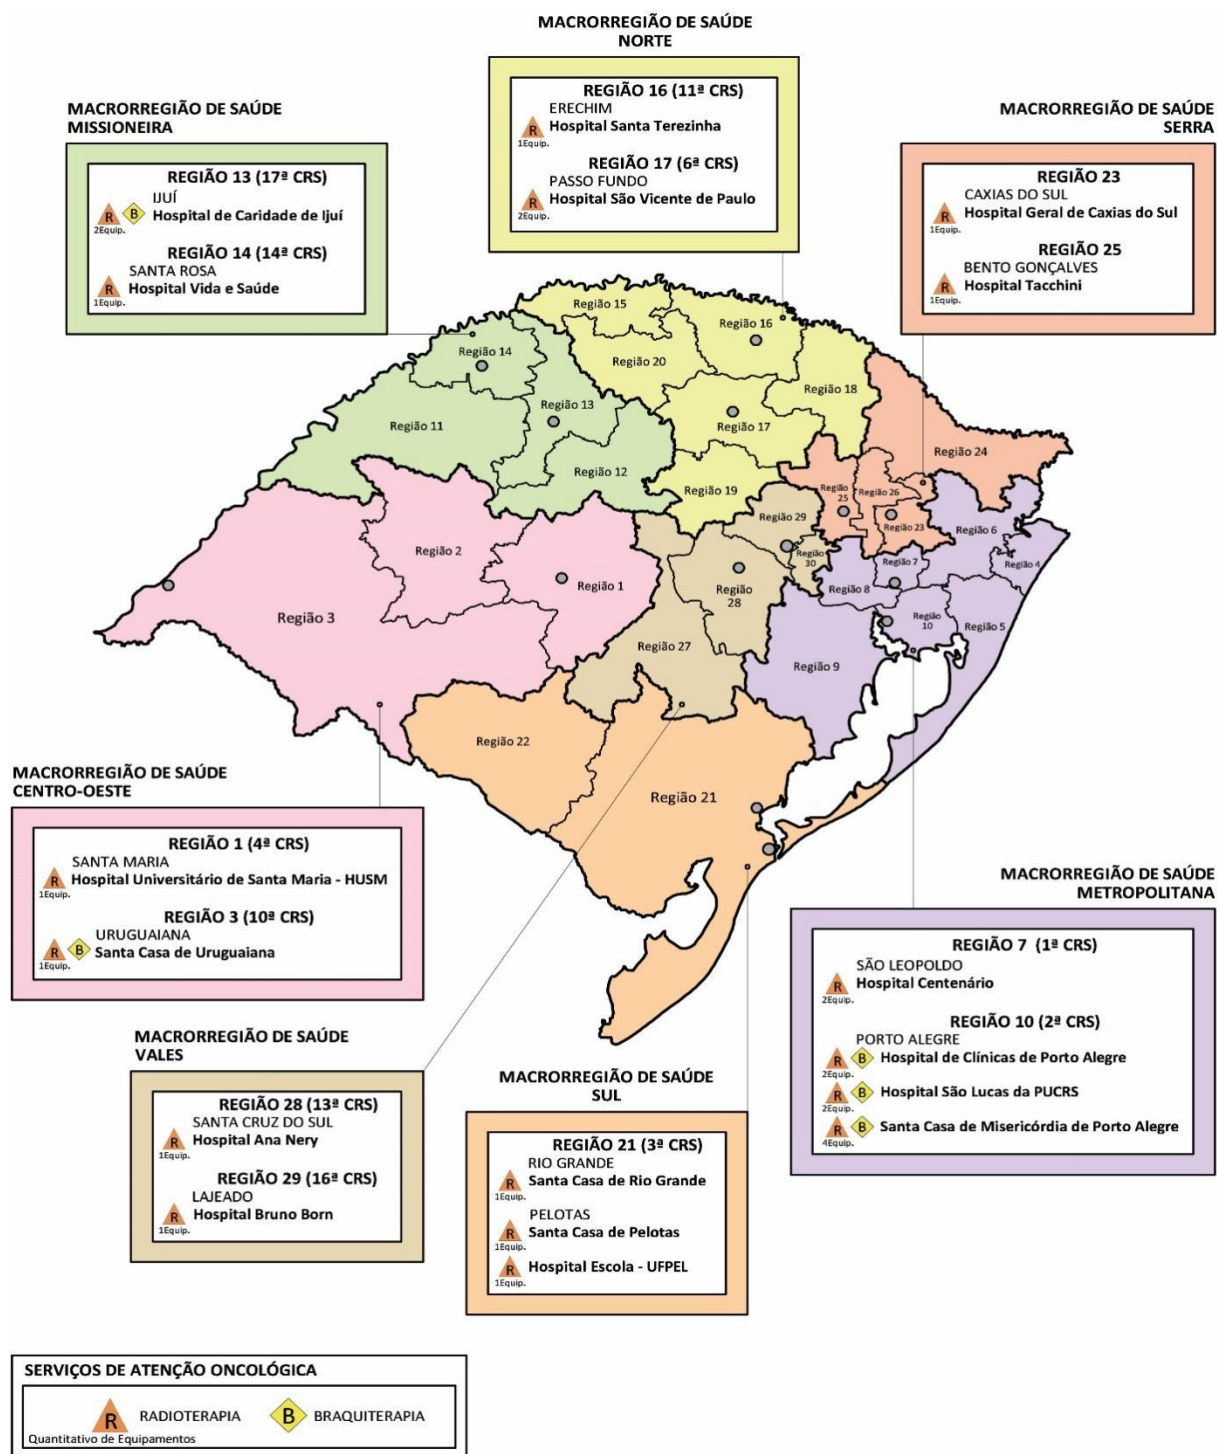 MACRORREGIÃO DE SAÚDE
NORTE
REGIÃO 16 (11ª CRS)
ERECHIM
R
Hospital Santa Terezinha
1Equip.
REGIÃO 17 (6ª CRS)
PASSO FUNDO
R
Hospital São Vicente de Paulo
2Equip.
MACRORREGIÃO DE SAÚDE
MISSIONEIRA
REGIÃO 13 (17ª CRS)
IJUÍ
R B Hospital de Caridade de Ijuí
2Equip.
REGIÃO 14 (14ª CRS)
SANTA ROSA
R Hospital Vida e Saúde
1Equip.
MACRORREGIÃO DE SAÚDE
SERRA
REGIÃO 23
CAXIAS DO SUL
R Hospital Geral de Caxias do Sul
1Equip.
REGIÃO 25
BENTO GONÇALVES
R Hospital Tacchini
1Equip.
Região 15
Região 16
Região 14
Região 20
Região 18
Região 13
Região 11
Região 17
Região 12
Região 24
Região 19
Região 25
Região 26
Região 23
Região 29
Região 6
Região 2
Região 30
Região 7
Região 4
Região 1
Região 28
Região 8
Região 3
Região 10
Região 5
Região 27
Região 9
Região 22
Região 21
MACRORREGIÃO DE SAÚDE
CENTRO-OESTE
REGIÃO 1 (4ª CRS)
SANTA MARIA
R Hospital Universitário de Santa Maria - HUSM
1Equip.
REGIÃO 3 (10ª CRS)
URUGUAIANA
R B Santa Casa de Uruguaiana
1Equip.
MACRORREGIÃO DE SAÚDE
METROPOLITANA
REGIÃO 7 (1ª CRS)
SÃO LEOPOLDO
R Hospital Centenário
2Equip.
REGIÃO 10 (2ª CRS)
PORTO ALEGRE
R B Hospital de Clínicas de Porto Alegre
2Equip.
R B Hospital São Lucas da PUCRS
2Equip.
R B Santa Casa de Misericórdia de Porto Alegre
4Equip.
MACRORREGIÃO DE SAÚDE
VALES
REGIÃO 28 (13ª CRS)
SANTA CRUZ DO SUL
R Hospital Ana Nery
1Equip.
REGIÃO 29 (16ª CRS)
LAJEADO
R Hospital Bruno Born
1Equip.
MACRORREGIÃO DE SAÚDE
SUL
REGIÃO 21 (3ª CRS)
RIO GRANDE
R Santa Casa de Rio Grande
1Equip.
PELOTAS
R Santa Casa de Pelotas
1Equip.
R Hospital Escola - UFPEL
1Equip.
SERVIÇOS DE ATENÇÃO ONCOLÓGICA
R RADIOTERAPIA B BRAQUITERAPIA
Quantitativo de Equipamentos